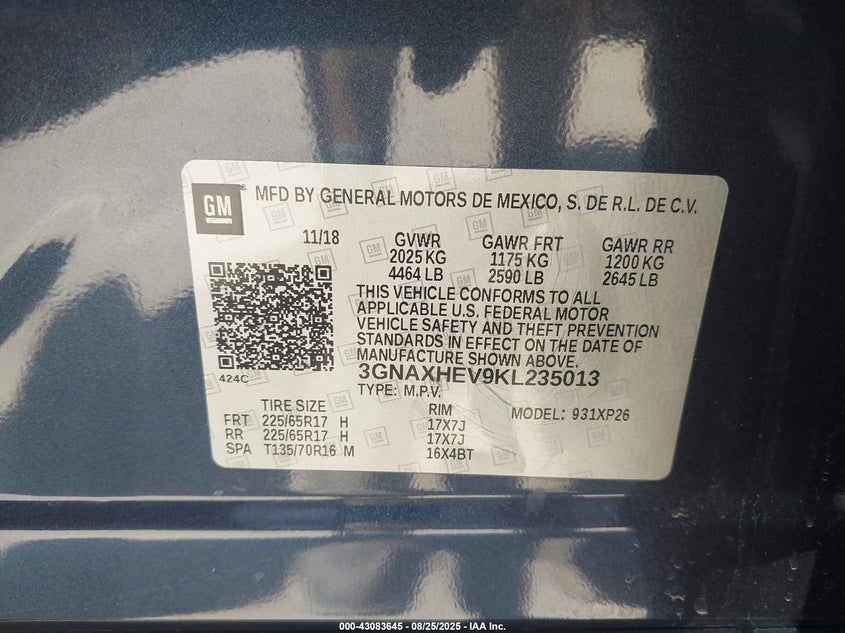 GM
MFD BY GENERAL MOTORS DE MEXICO, S. DE R.L. DE C.V.
11/18 GVWR GAWR FRT GAWR RR
2025 KG 1175 KG 1200 KG
4464 LB 2590 LB 2645 LB
THIS VEHICLE CONFORMS TO ALL
APPLICABLE U.S. FEDERAL MOTOR
VEHICLE SAFETY AND THEFT PREVENTION
STANDARDS IN EFFECT ON THE DATE OF
MANUFACTURE SHOWN ABOVE.
424C
3GNAXHEV9KL235013
TYPE: M.P.V.
TIRE SIZE RIM MODEL: 931XP26
FRT 225/65R17 H 17X7J
RR 225/65R17 H 17X7J
SPA T135/70R16 M 16X4BT
000-43083645 - 08/25/2025 - IAA Inc.